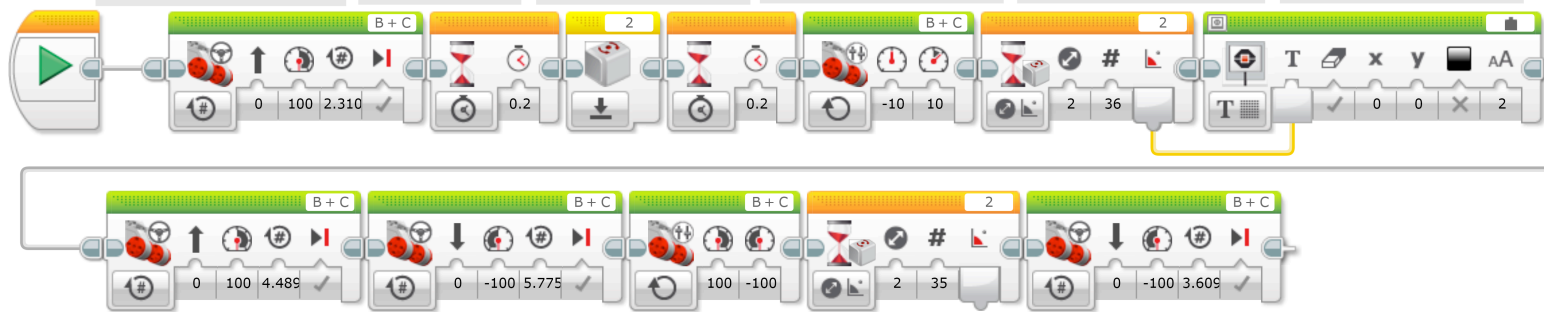 B + C 2 B + C 2
# # T x y AA
# 0 100 2.310 0.2 0.2 -10 10 2 36 T 0 0 2
B + C B + C B + C 2 B + C
# # # #
# 0 100 4.489 # 0 -100 5.775 100 -100 2 35 # 0 -100 3.609